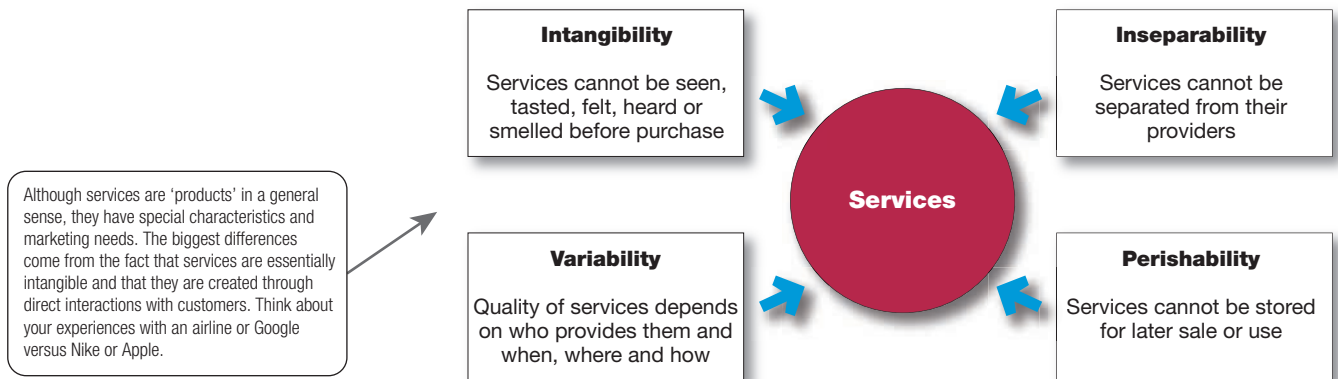 Intangibility
Services cannot be seen,
tasted, felt, heard or
smelled before purchase
Inseparability
Services cannot be
separated from their
providers
Although services are ‘products’ in a general
sense, they have special characteristics and
marketing needs. The biggest differences
come from the fact that services are essentially
intangible and that they are created through
direct interactions with customers. Think about
your experiences with an airline or Google
versus Nike or Apple.
Services
Variability
Quality of services depends
on who provides them and
when, where and how
Perishability
Services cannot be stored
for later sale or use